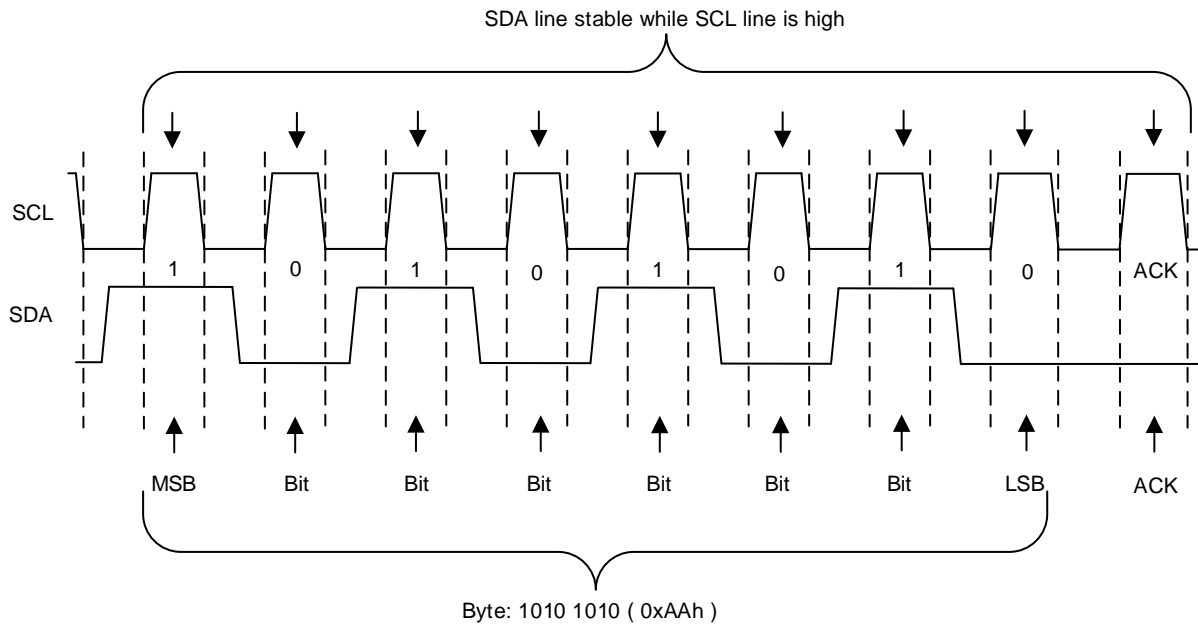 SDA line stable while SCL line is high
SCL
1 0 1 0 1 0 1 0 ACK
SDA
MSB Bit Bit Bit Bit Bit Bit LSB ACK
Byte: 1010 1010 ( 0xAAh )